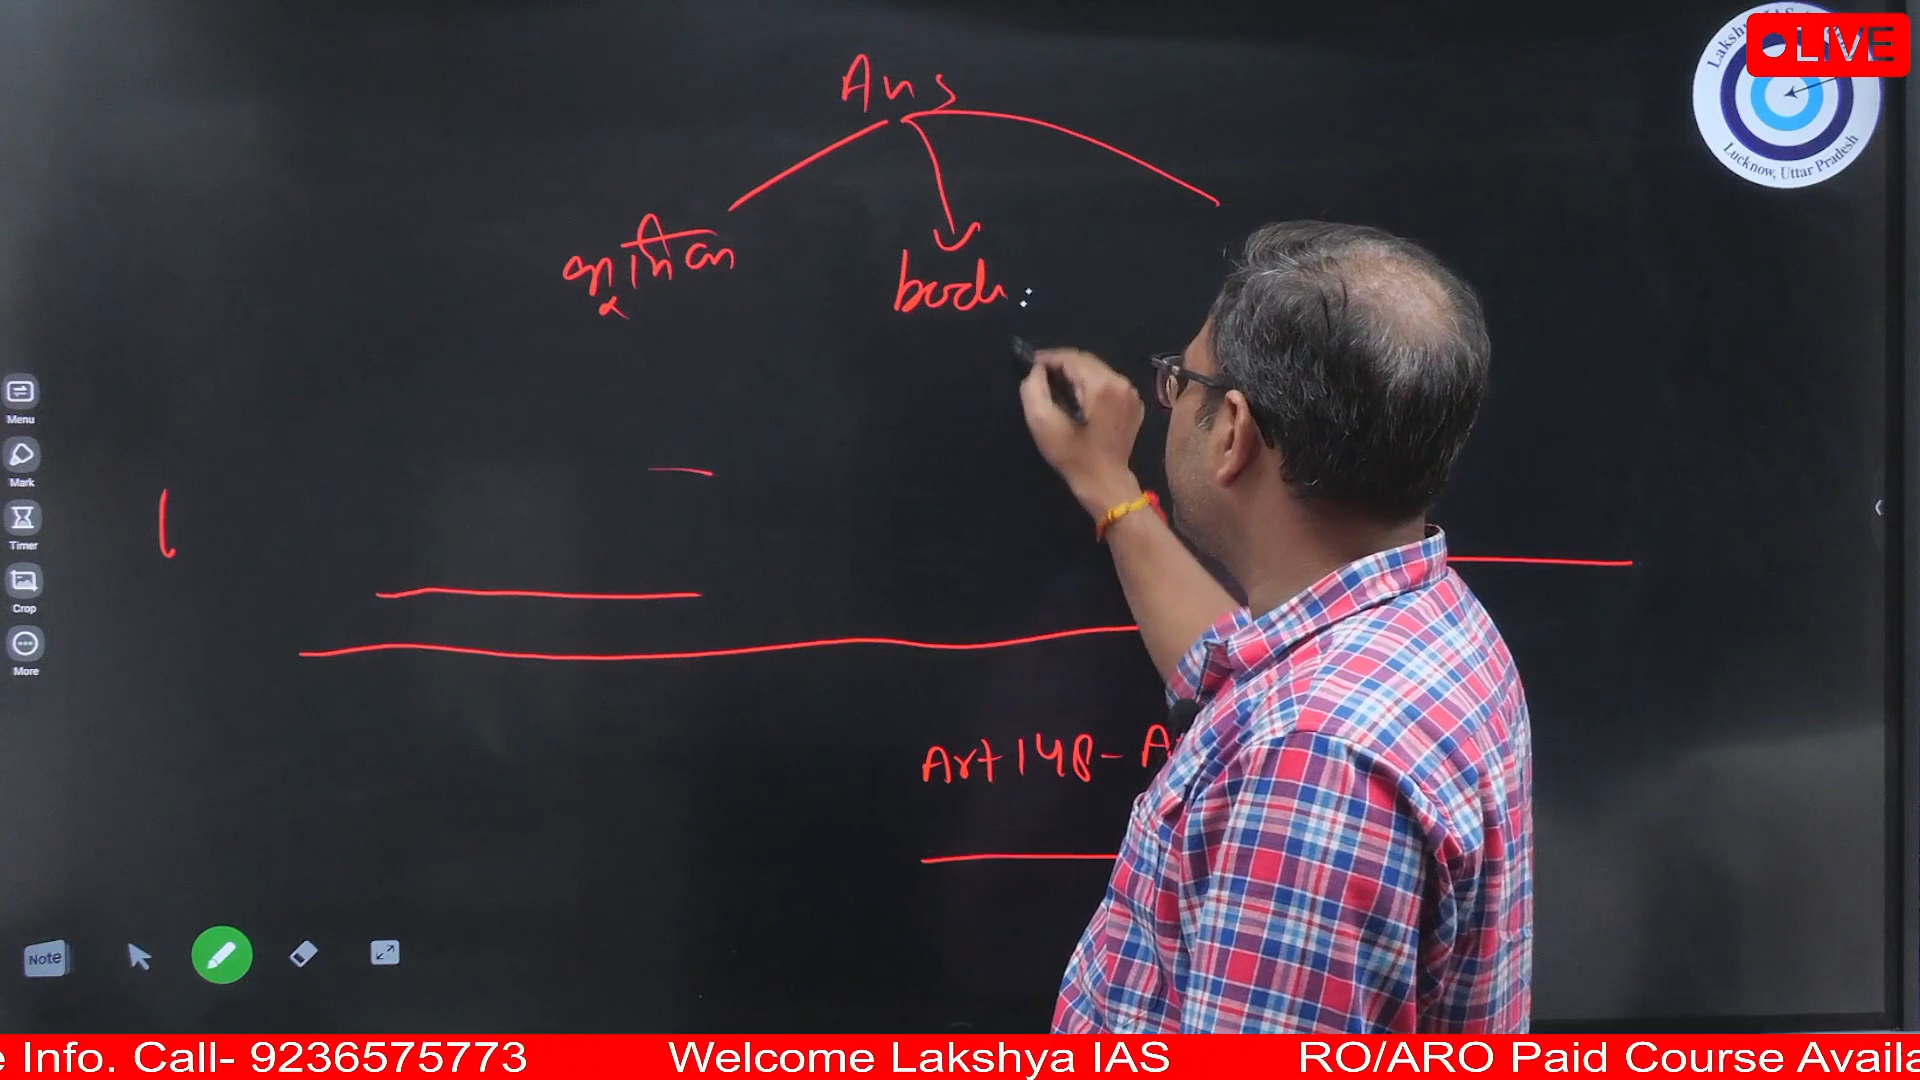 Ans
भूमिका
body
Art 148 - A
Lucknow, Uttar Pradesh
LIVE
Menu
Mark
Timer
Crop
More
Note
e Info. Call- 9236575773 Welcome Lakshya IAS RO/ARO Paid Course Availa